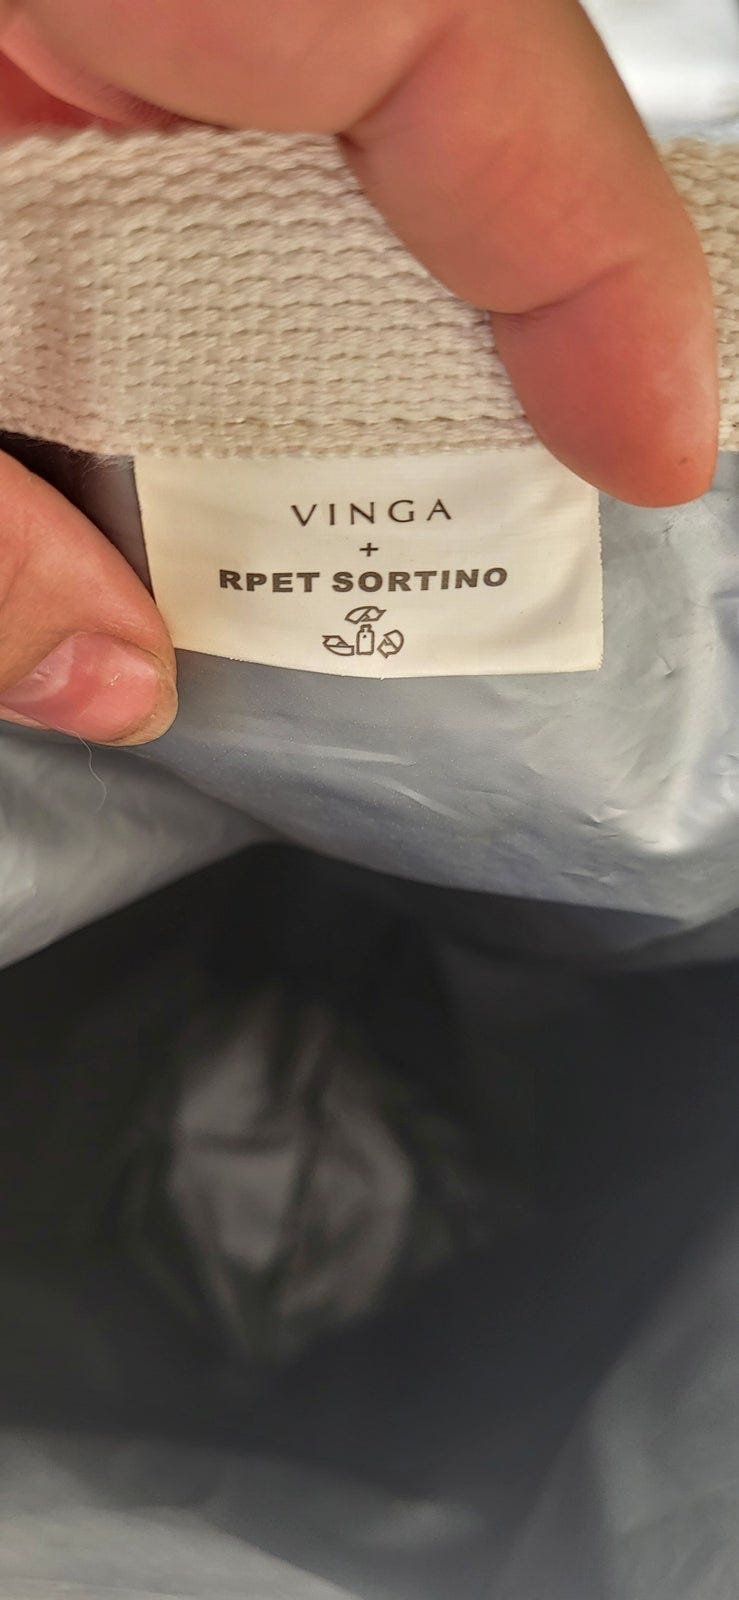 VINGA
+
RPET SORTINO